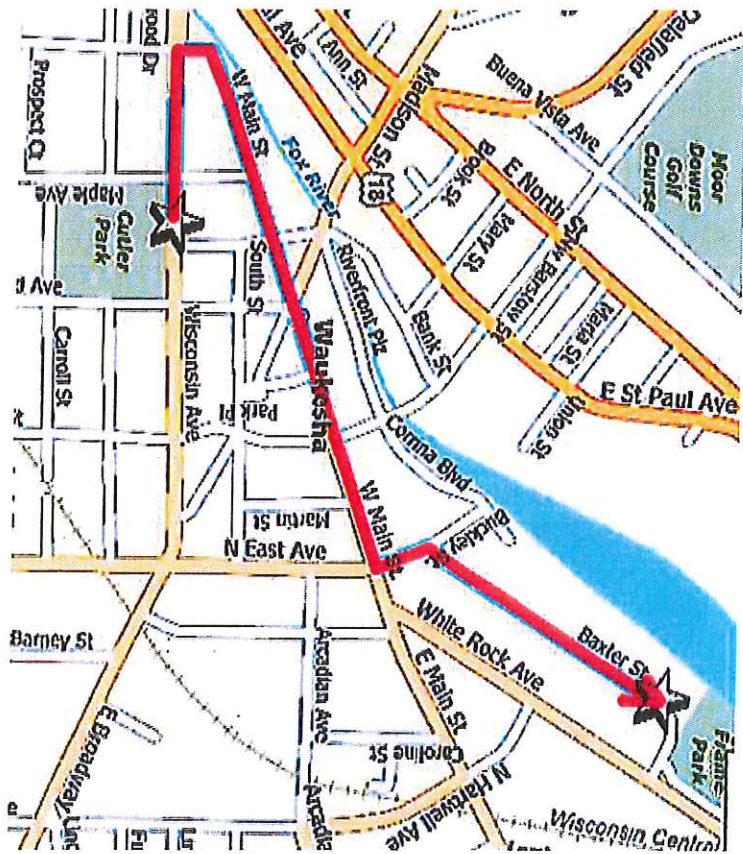 Delafield St
Buena Vista Ave
Moor
Downs
Golf
Course
Ann St
Madison St
18
Brook St
E North St
Mary St
Barstow St
Maria St
Union St
E St Paul Ave
Prospect Ct
Maple Ave
Cutler
Park
d Ave
Carroll St
W Main St
Fox River
South St
Wisconsin Ave
Riverfront Plz
Bank St
Waukesha
Park Pl
Corrina Blvd
Martin St
N East Ave
W Main St
Buckley St
Baxter St
Frame
Park
White Rock Ave
Barney St
Arcadian Ave
E Main St
Caroline St
E Broadway
N Hartwell Ave
Wisconsin Central